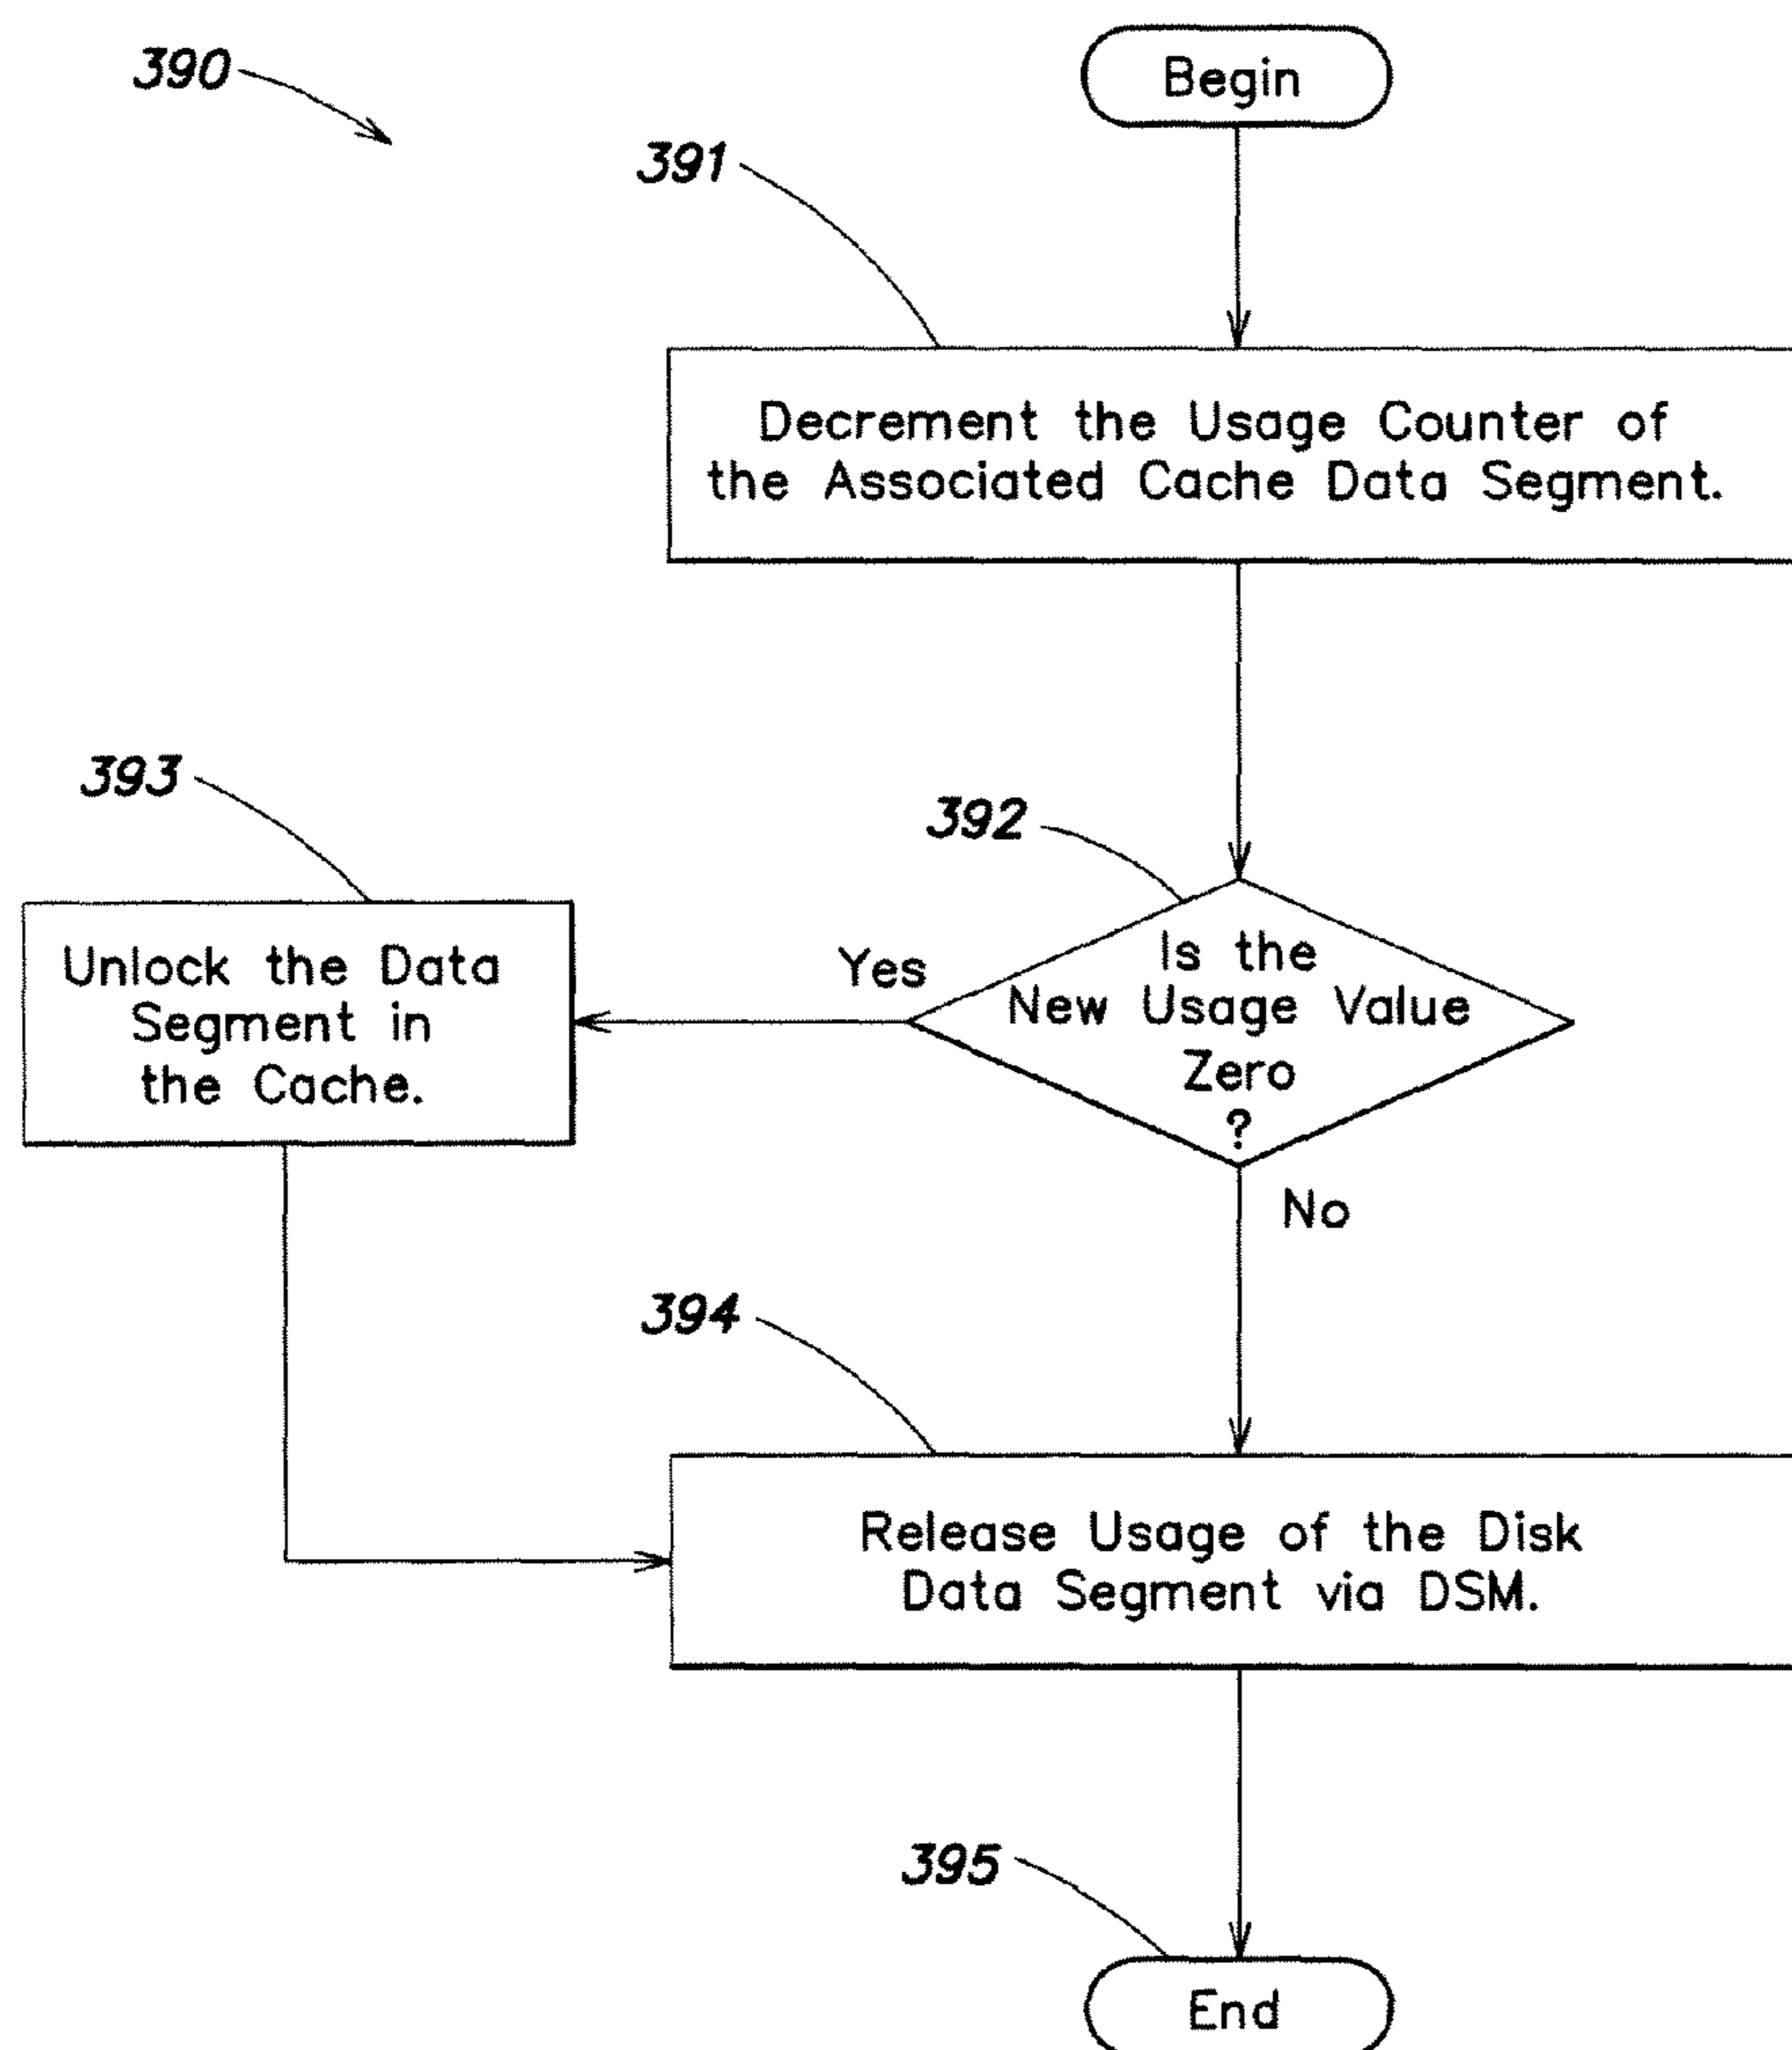 390
Begin
391
Decrement the Usage Counter of
the Associated Cache Data Segment.
393
392
Is the
New Usage Value
Zero
?
Yes
Unlock the Data
Segment in
the Cache.
No
394
Release Usage of the Disk
Data Segment via DSM.
395
End